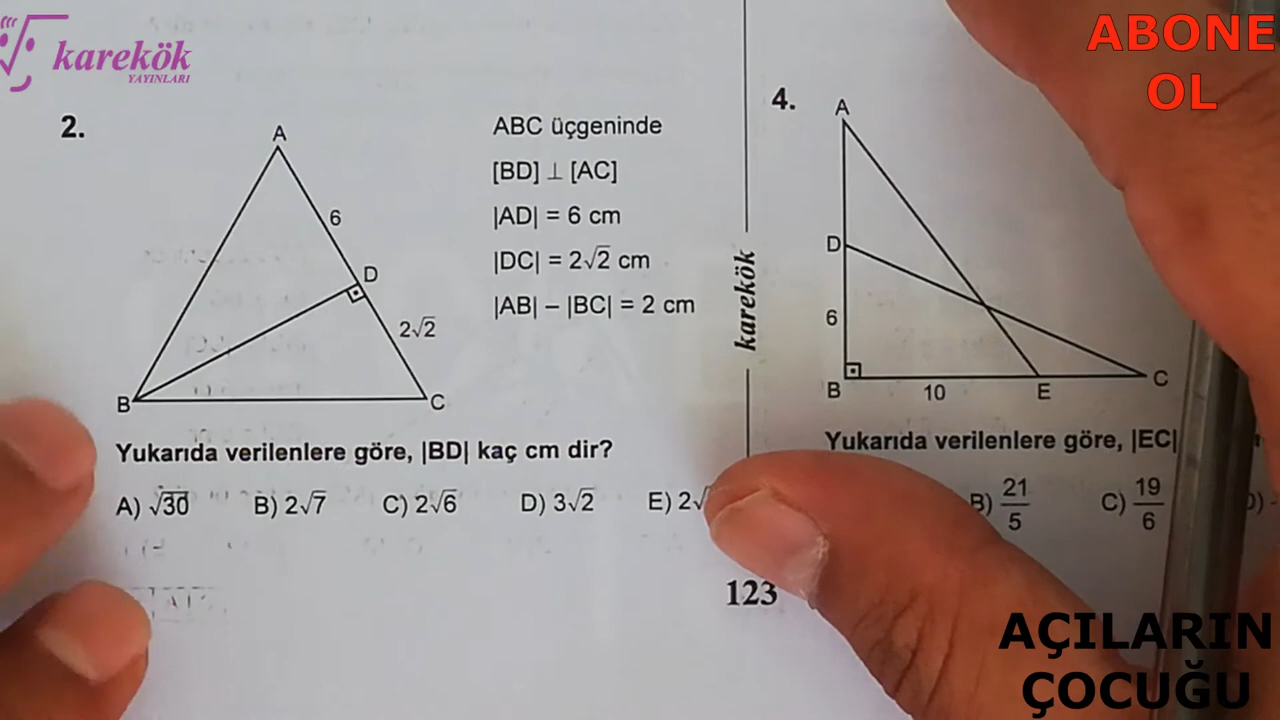 karekök
YAYINLARI
ABONE
OL
2.
A
6
D
2√2
B
C
ABC üçgeninde
[BD] ⊥ [AC]
|AD| = 6 cm
|DC| = 2√2 cm
|AB| – |BC| = 2 cm
Yukarıda verilenlere göre, |BD| kaç cm dir?
A) √30 B) 2√7 C) 2√6 D) 3√2 E) 2√
karekök
123
4.
A
D
6
B
10
E
C
Yukarıda verilenlere göre, |EC|
B) 21/5 C) 19/6
AÇILARIN
ÇOCUĞU